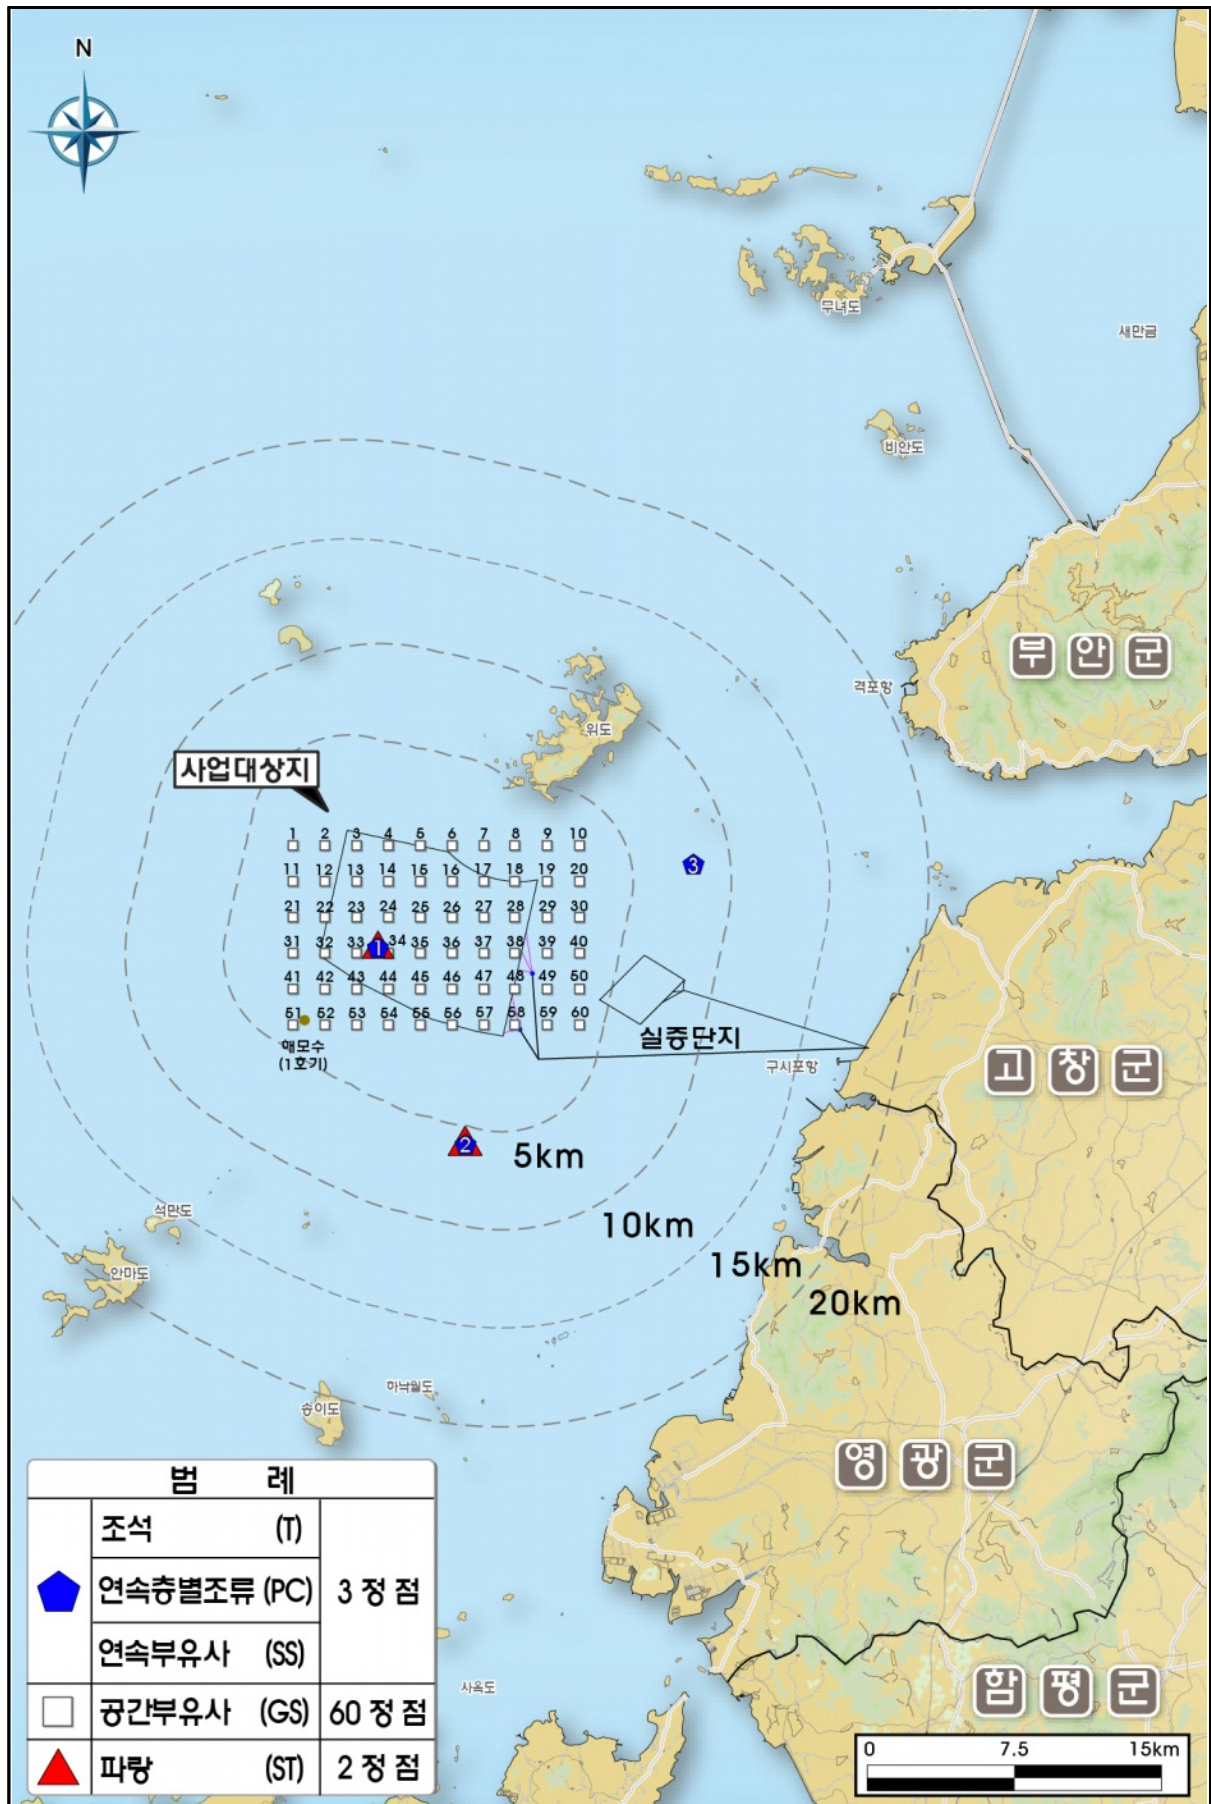 N
무녀도
새만금
비안도
부안군
격포항
위도
사업대상지
1 2 3 4 5 6 7 8 9 10
3
11 12 13 14 15 16 17 18 19 20
21 22 23 24 25 26 27 28 29 30
31 32 33 1 34 35 36 37 38 39 40
41 42 43 44 45 46 47 48 49 50
51 52 53 54 55 56 57 58 59 60
해모수
(1호기)
실증단지
구시포항
고창군
2
5km
석만도
10km
안마도
15km
20km
하낙월도
송이도
영광군
범 례
조석 (T)
연속층별조류 (PC)
3 정 점
연속부유사 (SS)
공간부유사 (GS) 60 정 점
파랑 (ST) 2 정 점
사옥도
함평군
0 7.5 15km